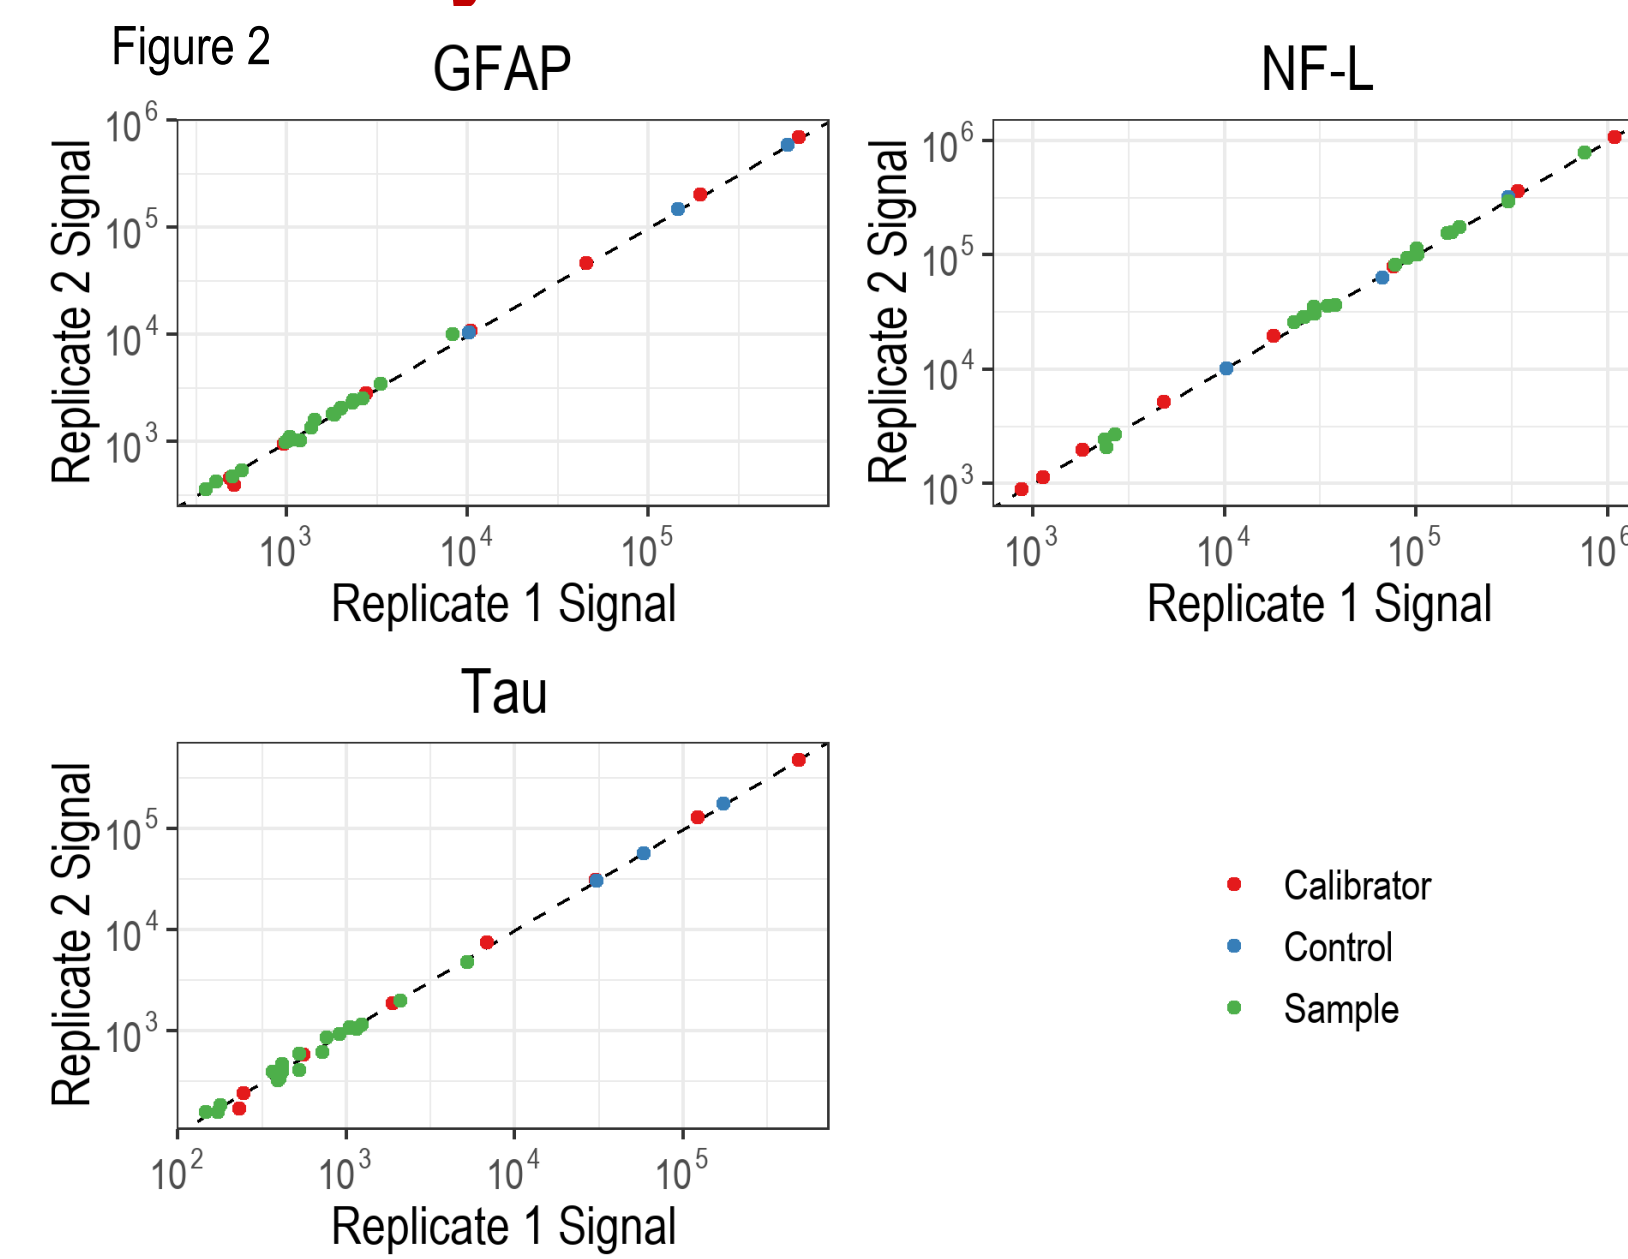 Figure 2
GFAP
NF-L
Replicate 2 Signal
10^6
10^5
10^4
10^3
10^3 10^4 10^5
Replicate 1 Signal
Replicate 2 Signal
10^6
10^5
10^4
10^3
10^3 10^4 10^5 10^6
Replicate 1 Signal
Tau
Replicate 2 Signal
10^5
10^4
10^3
10^2 10^3 10^4 10^5
Replicate 1 Signal
Calibrator
Control
Sample